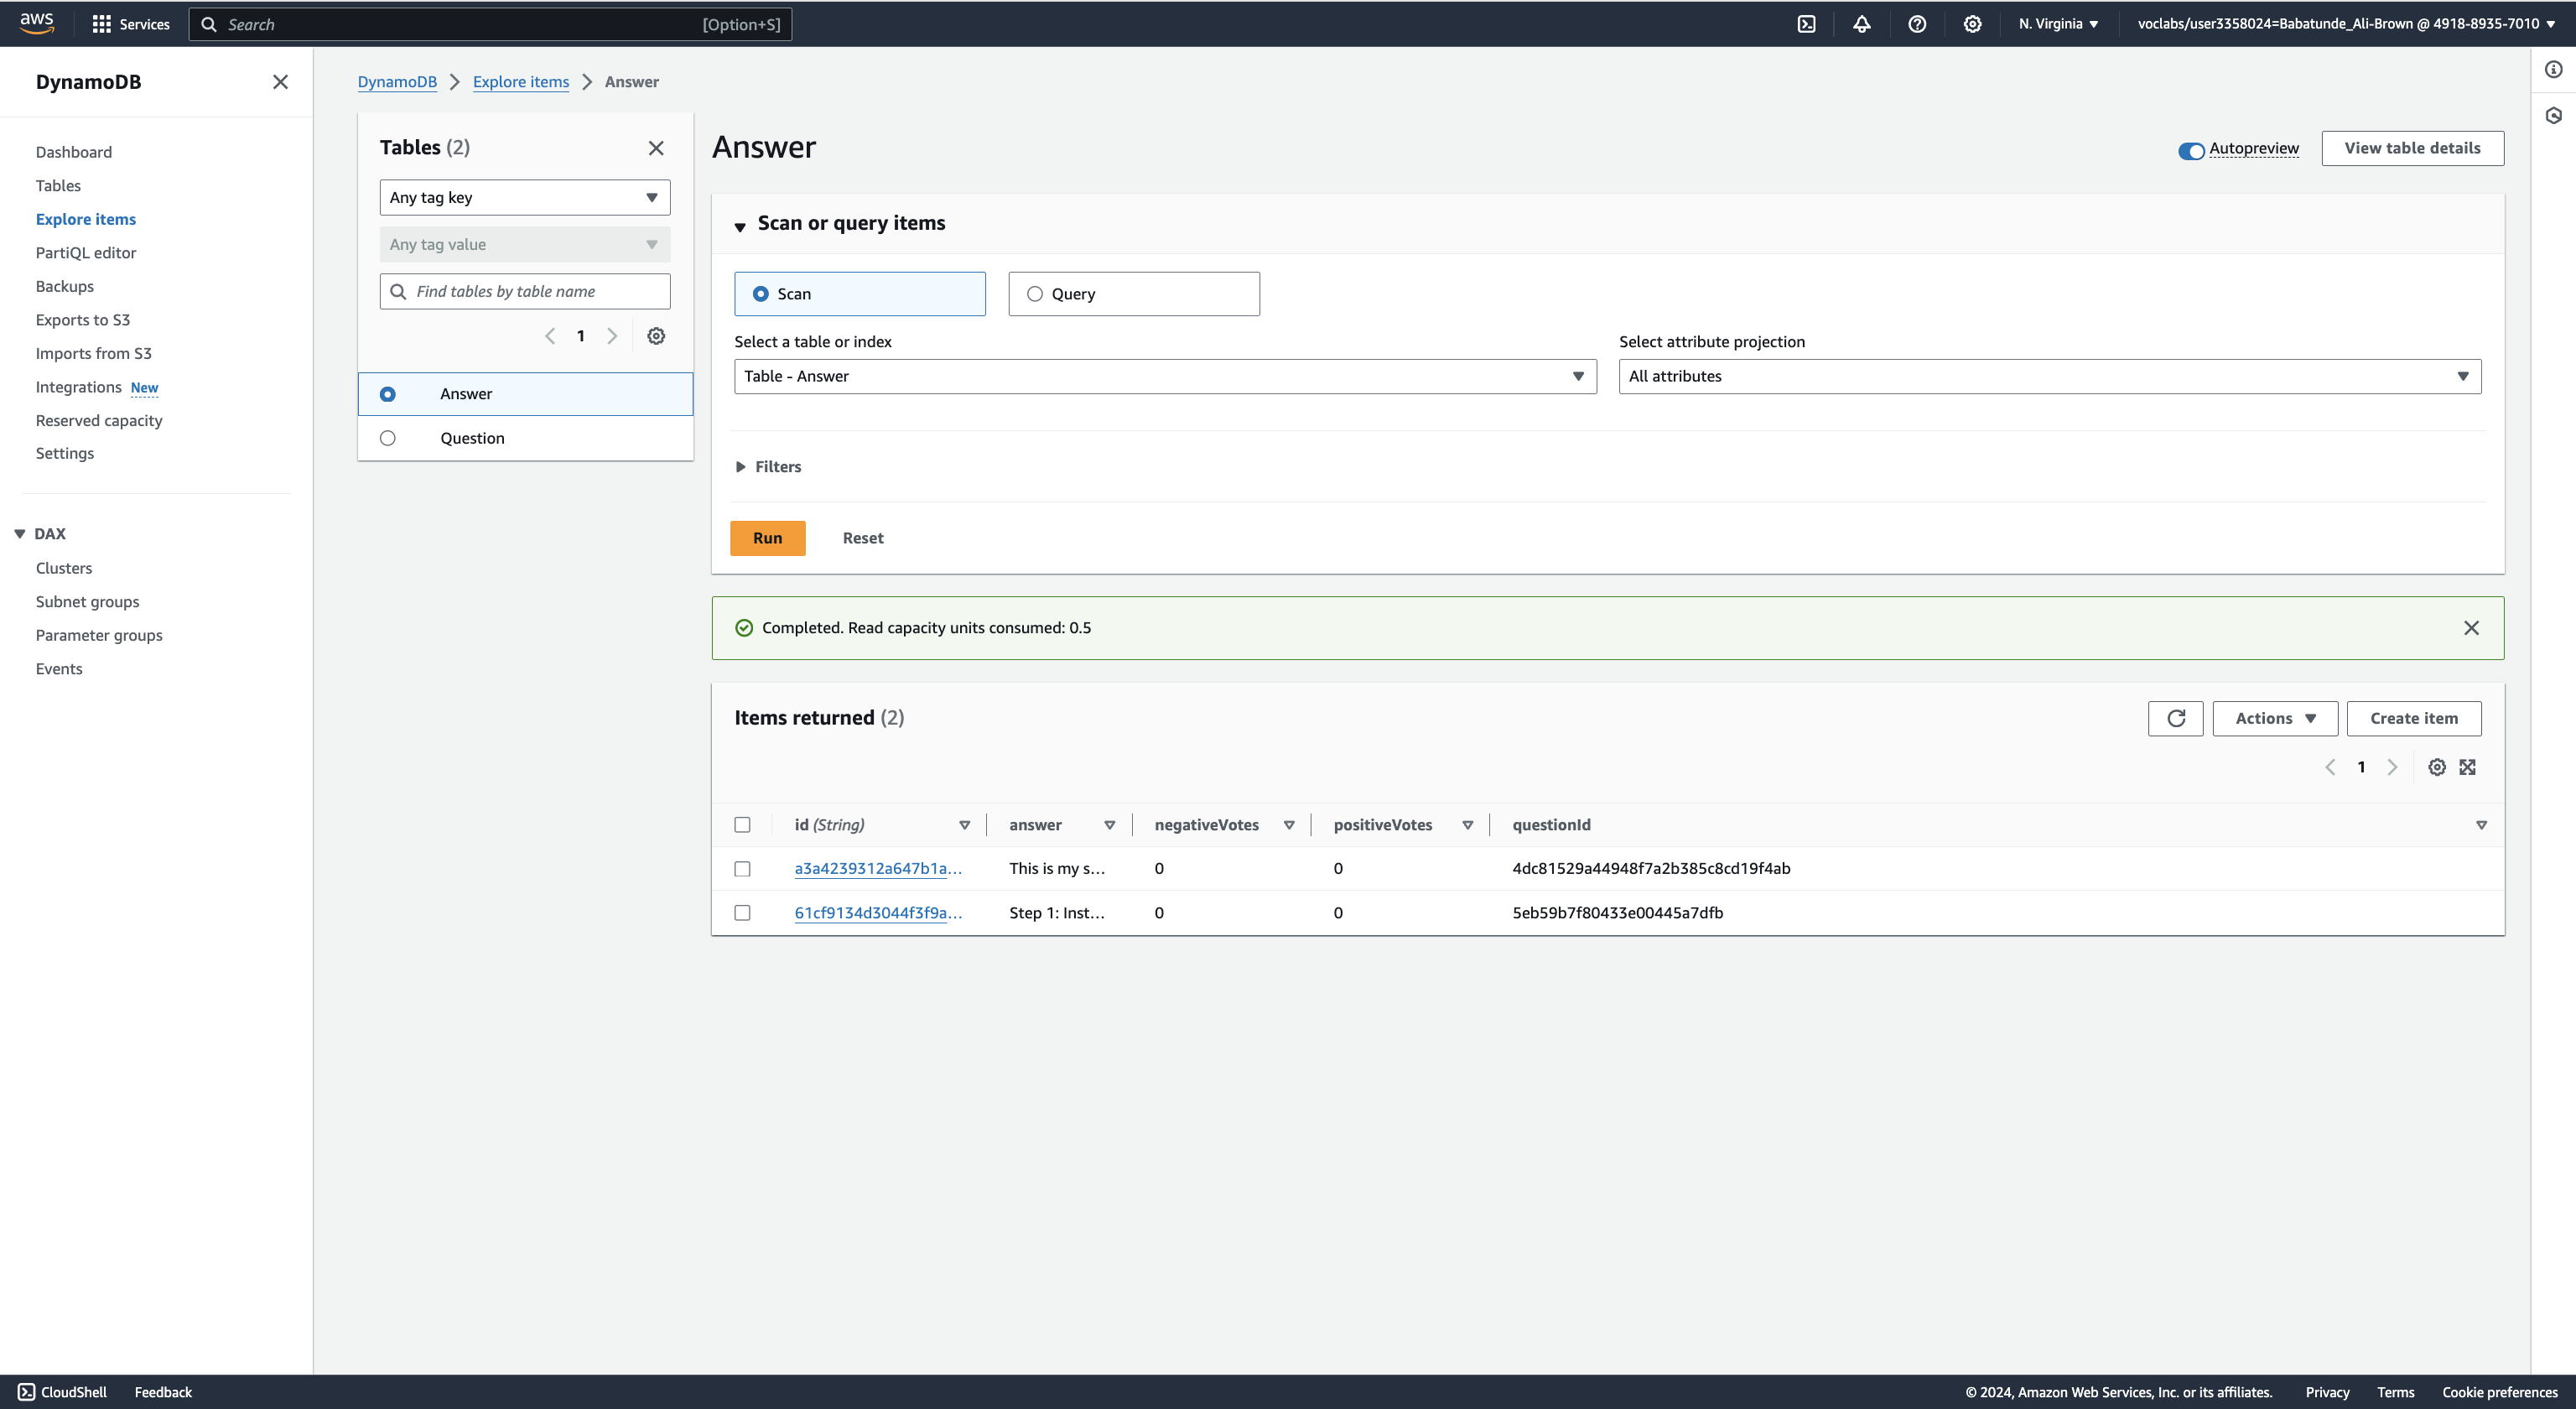 aws
Services
Search [Option+S]
N. Virginia
voclabs/user3358024=Babatunde_Ali-Brown @ 4918-8935-7010
DynamoDB
Dashboard
Tables
Explore items
PartiQL editor
Backups
Exports to S3
Imports from S3
Integrations New
Reserved capacity
Settings
DAX
Clusters
Subnet groups
Parameter groups
Events
DynamoDB > Explore items > Answer
Tables (2)
Any tag key
Any tag value
Find tables by table name
1
Answer
Question
Answer
Autopreview
View table details
Scan or query items
Scan
Query
Select a table or index
Table - Answer
Select attribute projection
All attributes
Filters
Run
Reset
Completed. Read capacity units consumed: 0.5
Items returned (2)
Actions
Create item
1
id (String) answer negativeVotes positiveVotes questionId
a3a4239312a647b1a... This is my s... 0 0 4dc81529a44948f7a2b385c8cd19f4ab
61cf9134d3044f3f9a... Step 1: Inst... 0 0 5eb59b7f80433e00445a7dfb
CloudShell
Feedback
© 2024, Amazon Web Services, Inc. or its affiliates.
Privacy
Terms
Cookie preferences